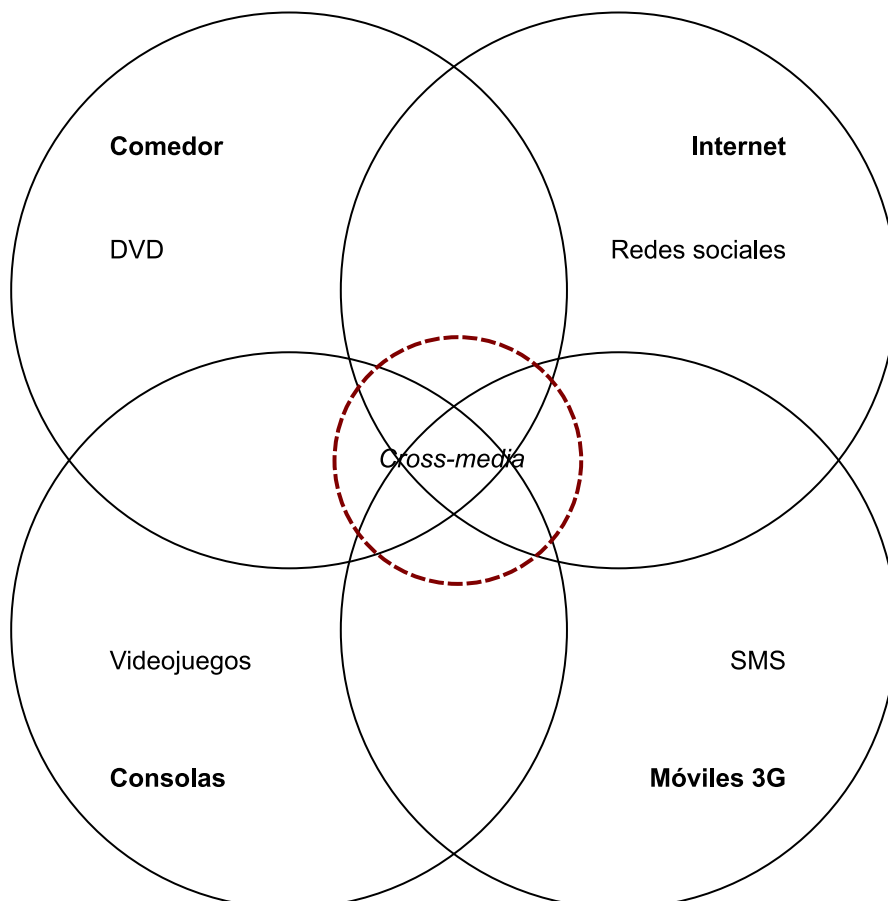 Comedor
Internet
DVD
Redes sociales
Cross-media
Videojuegos
SMS
Consolas
Móviles 3G